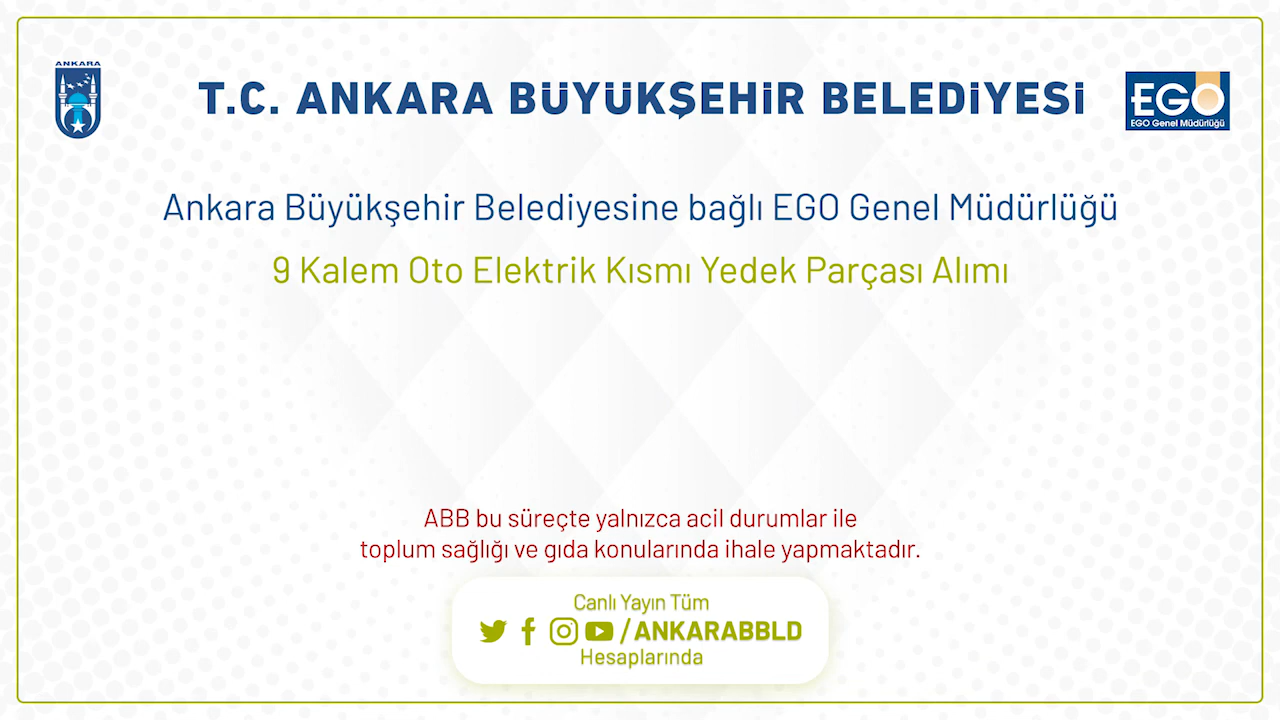 ANKARA
T.C. ANKARA BÜYÜKŞEHİR BELEDİYESİ
EGO
EGO Genel Müdürlüğü
Ankara Büyükşehir Belediyesine bağlı EGO Genel Müdürlüğü
9 Kalem Oto Elektrik Kısmı Yedek Parçası Alımı
ABB bu süreçte yalnızca acil durumlar ile
toplum sağlığı ve gıda konularında ihale yapmaktadır.
Canlı Yayın Tüm
/ANKARABBLD
Hesaplarında